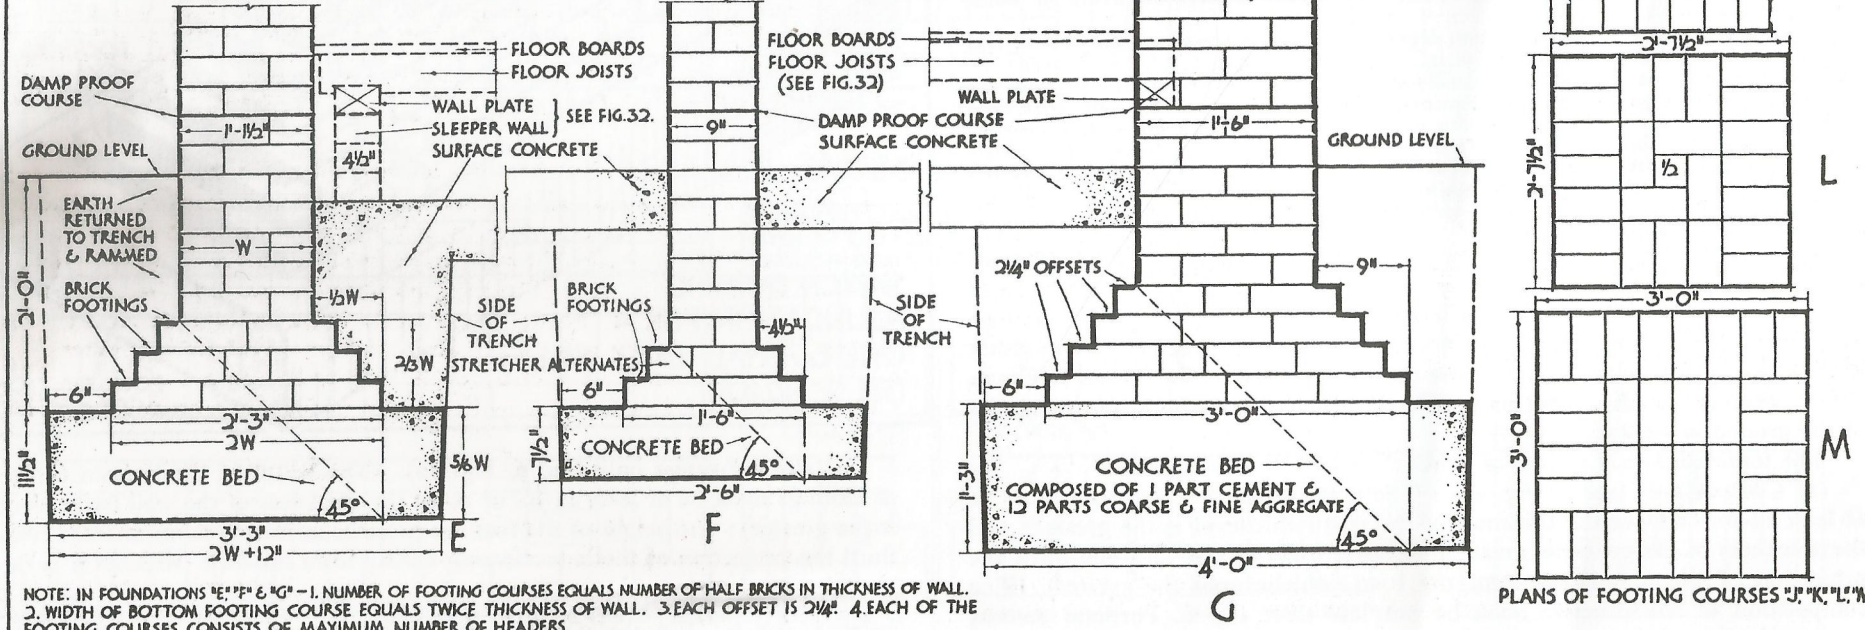 DAMP PROOF
COURSE
GROUND LEVEL
1'-1½"
FLOOR BOARDS
FLOOR JOISTS
WALL PLATE
SLEEPER WALL
SEE FIG.32.
SURFACE CONCRETE
4½"
EARTH
RETURNED
TO TRENCH
& RAMMED
W
BRICK
FOOTINGS
½W
2'-0"
2/3W
SIDE
OF
TRENCH
6"
2'-3"
2W
CONCRETE BED
45°
11½"
5/6W
3'-3"
2W+12"
E
9"
FLOOR BOARDS
FLOOR JOISTS
(SEE FIG.32)
WALL PLATE
DAMP PROOF COURSE
SURFACE CONCRETE
BRICK
FOOTINGS
STRETCHER ALTERNATES
4½"
SIDE
OF
TRENCH
6"
1'-6"
CONCRETE BED
45°
7½"
2'-6"
F
1'-6"
GROUND LEVEL
2¼" OFFSETS
9"
6"
3'-0"
CONCRETE BED
COMPOSED OF 1 PART CEMENT &
12 PARTS COARSE & FINE AGGREGATE
45°
1'-3"
4'-0"
G
2'-7½"
2'-7½"
½
L
3'-0"
3'-0"
M
PLANS OF FOOTING COURSES "J", "K", "L",
NOTE: IN FOUNDATIONS "E", "F" & "G" – 1. NUMBER OF FOOTING COURSES EQUALS NUMBER OF HALF BRICKS IN THICKNESS OF WALL.
2. WIDTH OF BOTTOM FOOTING COURSE EQUALS TWICE THICKNESS OF WALL. 3. EACH OFFSET IS 2¼". 4. EACH OF THE
FOOTING COURSES CONSISTS OF MAXIMUM NUMBER OF HEADERS